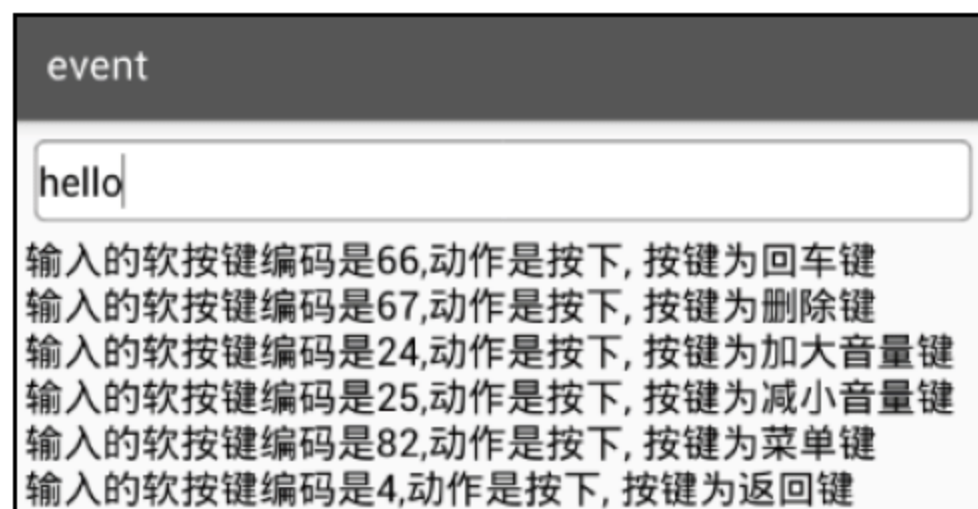 event
hello
输入的软按键编码是66,动作是按下, 按键为回车键
输入的软按键编码是67,动作是按下, 按键为删除键
输入的软按键编码是24,动作是按下, 按键为加大音量键
输入的软按键编码是25,动作是按下, 按键为减小音量键
输入的软按键编码是82,动作是按下, 按键为菜单键
输入的软按键编码是4,动作是按下, 按键为返回键